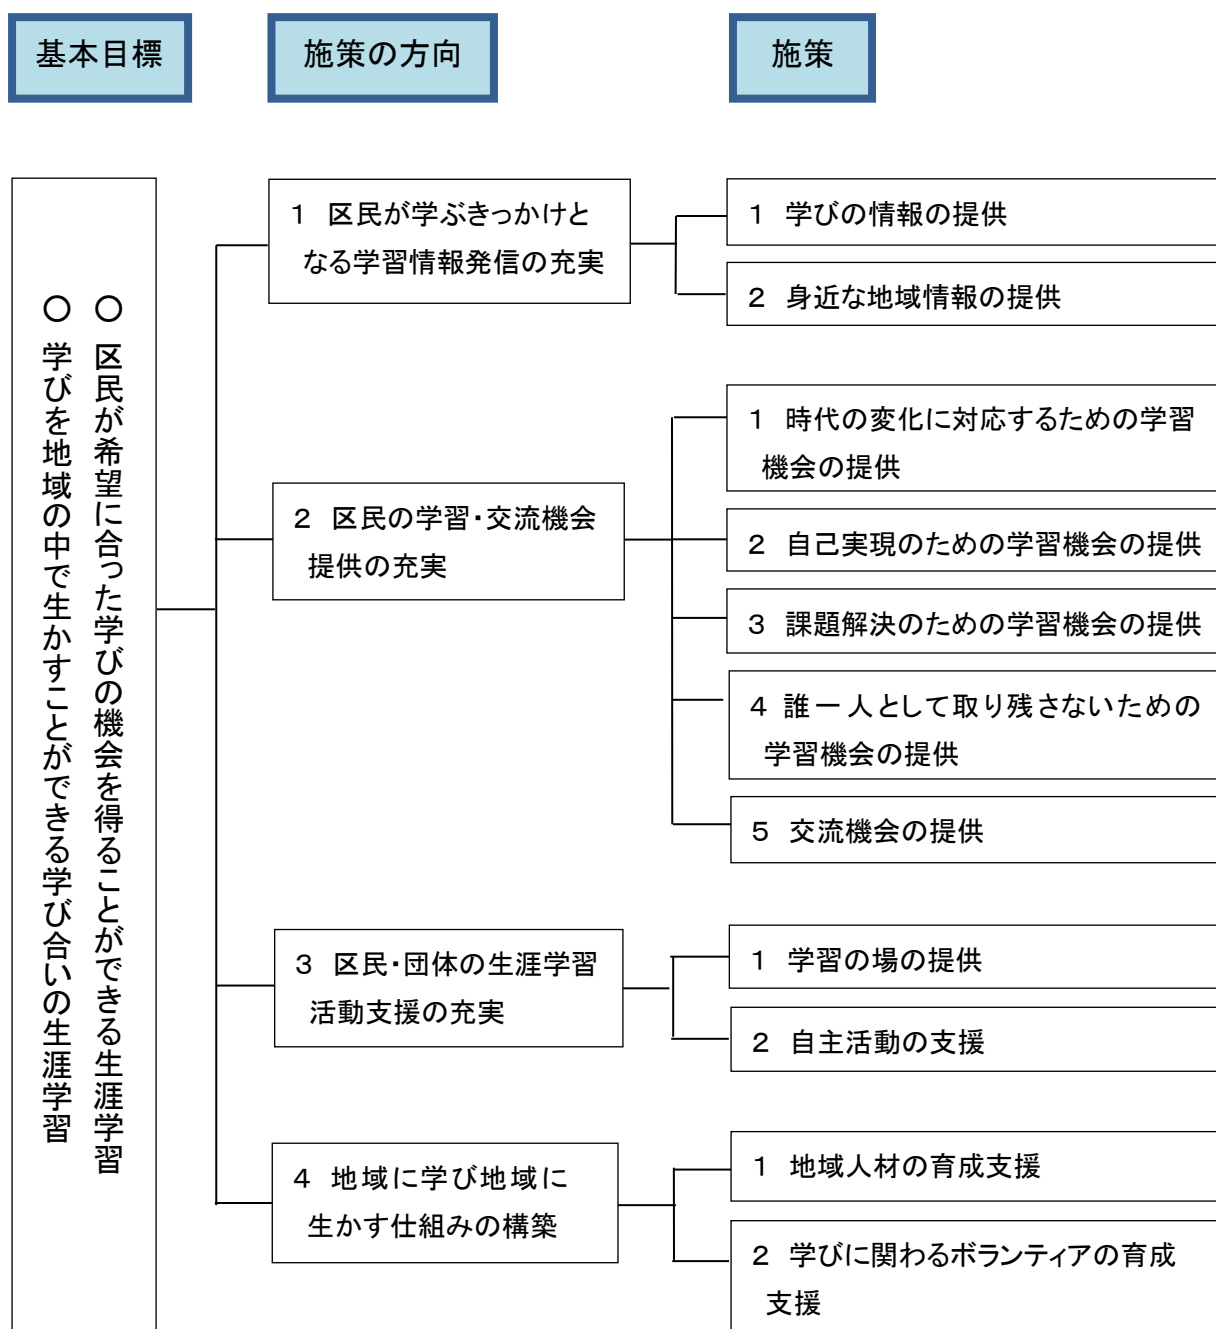 基本目標
施策の方向
施策
○ 区民が希望に合った学びの機会を得ることができる生涯学習
○ 学びを地域の中で生かすことができる学び合いの生涯学習
1 区民が学ぶきっかけと
なる学習情報発信の充実
1 学びの情報の提供
2 身近な地域情報の提供
2 区民の学習・交流機会
提供の充実
1 時代の変化に対応するための学習
機会の提供
2 自己実現のための学習機会の提供
3 課題解決のための学習機会の提供
4 誰一人として取り残さないための
学習機会の提供
5 交流機会の提供
3 区民・団体の生涯学習
活動支援の充実
1 学習の場の提供
2 自主活動の支援
4 地域に学び地域に
生かす仕組みの構築
1 地域人材の育成支援
2 学びに関わるボランティアの育成
支援